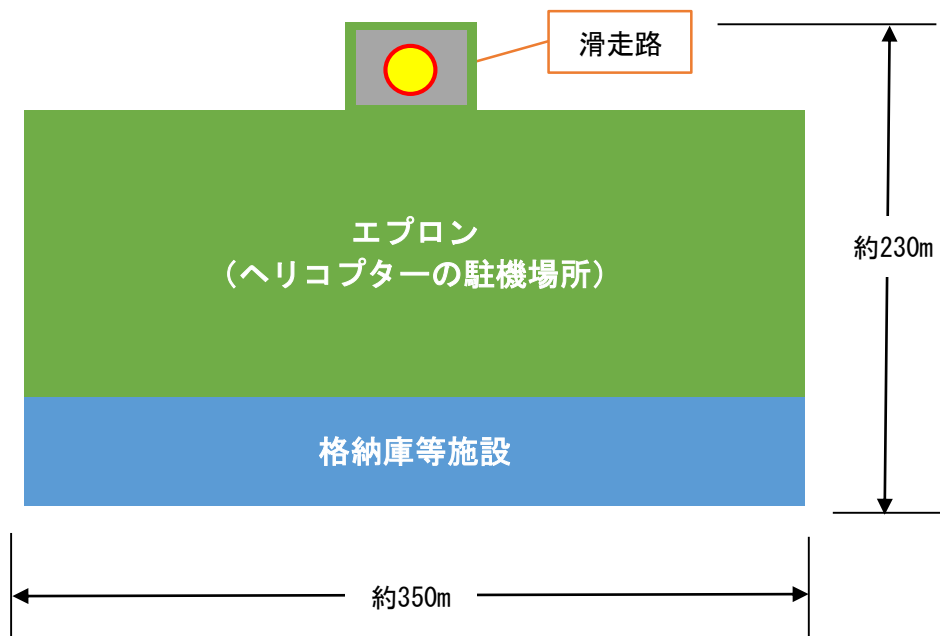 滑走路
エプロン
（ヘリコプターの駐機場所）
約230m
格納庫等施設
約350m